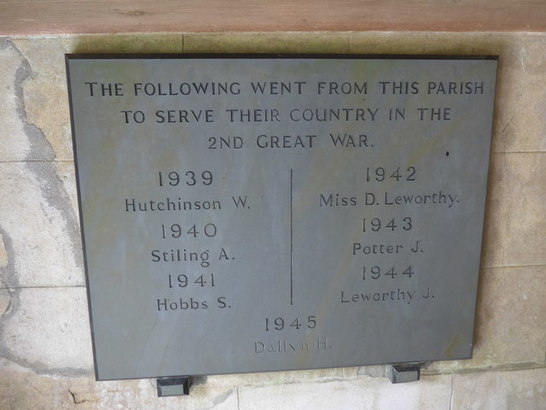 THE FOLLOWING WENT FROM THIS PARISH
TO SERVE THEIR COUNTRY IN THE
2ND GREAT WAR.
1939
Hutchinson W.
1940
Stiling A.
1941
Hobbs S.
1942
Miss D. Leworthy.
1943
Potter J.
1944
Leworthy J.
1945
Dallyn H.